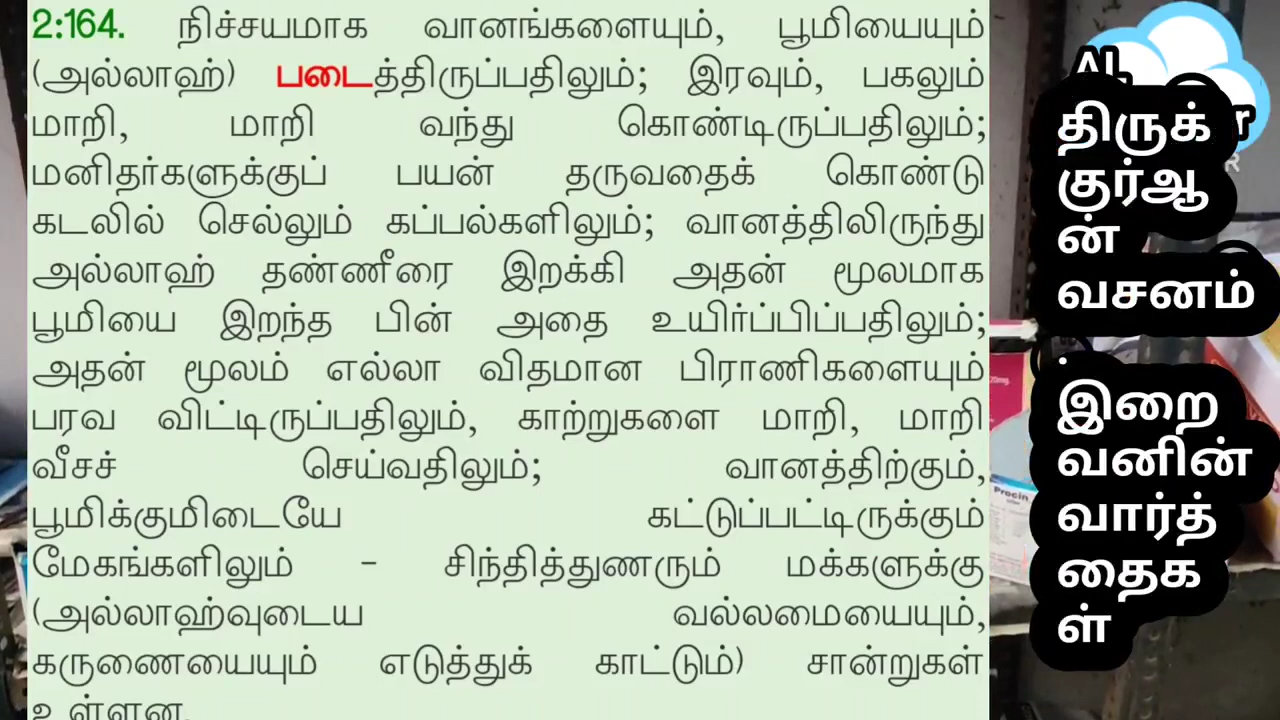 2:164. நிச்சயமாக வானங்களையும், பூமியையும்
(அல்லாஹ்) படைத்திருப்பதிலும்; இரவும், பகலும்
மாறி, மாறி வந்து கொண்டிருப்பதிலும்;
மனிதர்களுக்குப் பயன் தருவதைக் கொண்டு
கடலில் செல்லும் கப்பல்களிலும்; வானத்திலிருந்து
அல்லாஹ் தண்ணீரை இறக்கி அதன் மூலமாக
பூமியை இறந்த பின் அதை உயிர்ப்பிப்பதிலும்;
அதன் மூலம் எல்லா விதமான பிராணிகளையும்
பரவ விட்டிருப்பதிலும், காற்றுகளை மாறி, மாறி
வீசச் செய்வதிலும்; வானத்திற்கும்,
பூமிக்குமிடையே கட்டுப்பட்டிருக்கும்
மேகங்களிலும் - சிந்தித்துணரும் மக்களுக்கு
(அல்லாஹ்வுடைய வல்லமையையும்,
கருணையையும் எடுத்துக் காட்டும்) சான்றுகள்
உள்ளன.
திருக்
குர்ஆ
ன்
வசனம்
.
இறை
வனின்
வார்த்
தைக
ள்
Procin